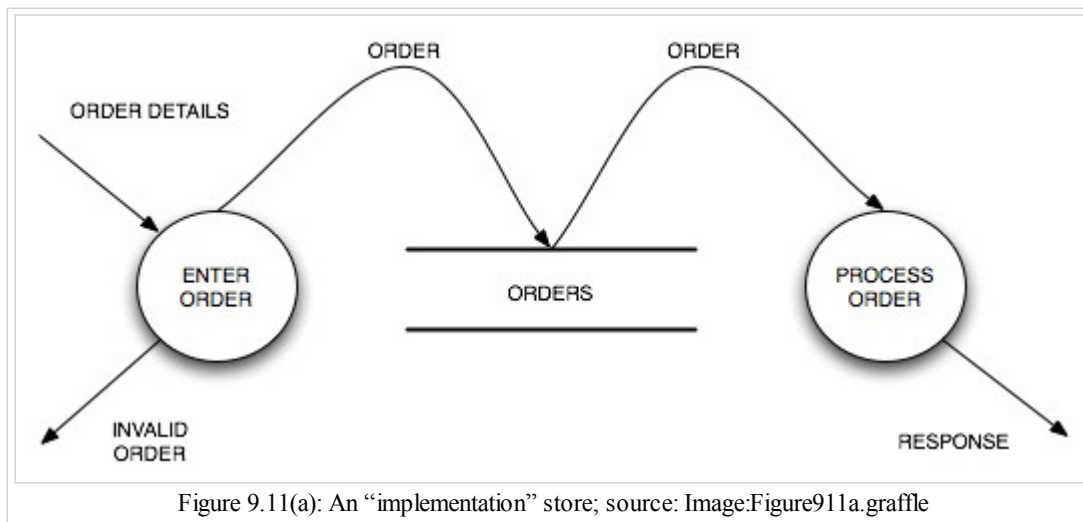 ORDER
ORDER
ORDER DETAILS
ENTER
ORDER
ORDERS
PROCESS
ORDER
INVALID
ORDER
RESPONSE
Figure 9.11(a): An “implementation” store; source: Image:Figure911a.graffle